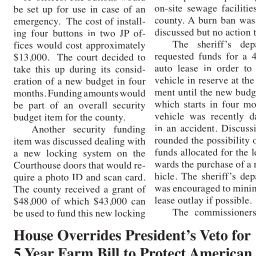 be set up for use in case of an
emergency.  The cost of install-
ing four buttons in two JP of-
fices would cost approximately
$13,000.  The court decided to
take this up during its consid-
eration of a new budget in four
months. Funding amounts would
be part of an overall security
budget item for the county.
Another security funding
item was discussed dealing with
a new locking system on the
Courthouse doors that would re-
quire a photo ID and scan card.
The county received a grant of
$48,000 of which $43,000 can
be used to fund this new locking
on-site sewage facilities
county. A burn ban was
discussed but no action t
The sheriff's depa
requested funds for a 4
auto lease in order to
vehicle in reserve at the
ment until the new budg
which starts in four mo
vehicle was recently da
in an accident. Discussi
rounded the possibility o
funds allocated for the le
wards the purchase of a n
hicle. The sheriff's depa
was encouraged to minim
lease outlay if possible.
The commissioners
House Overrides President's Veto for
5 Year Farm Bill to Protect American